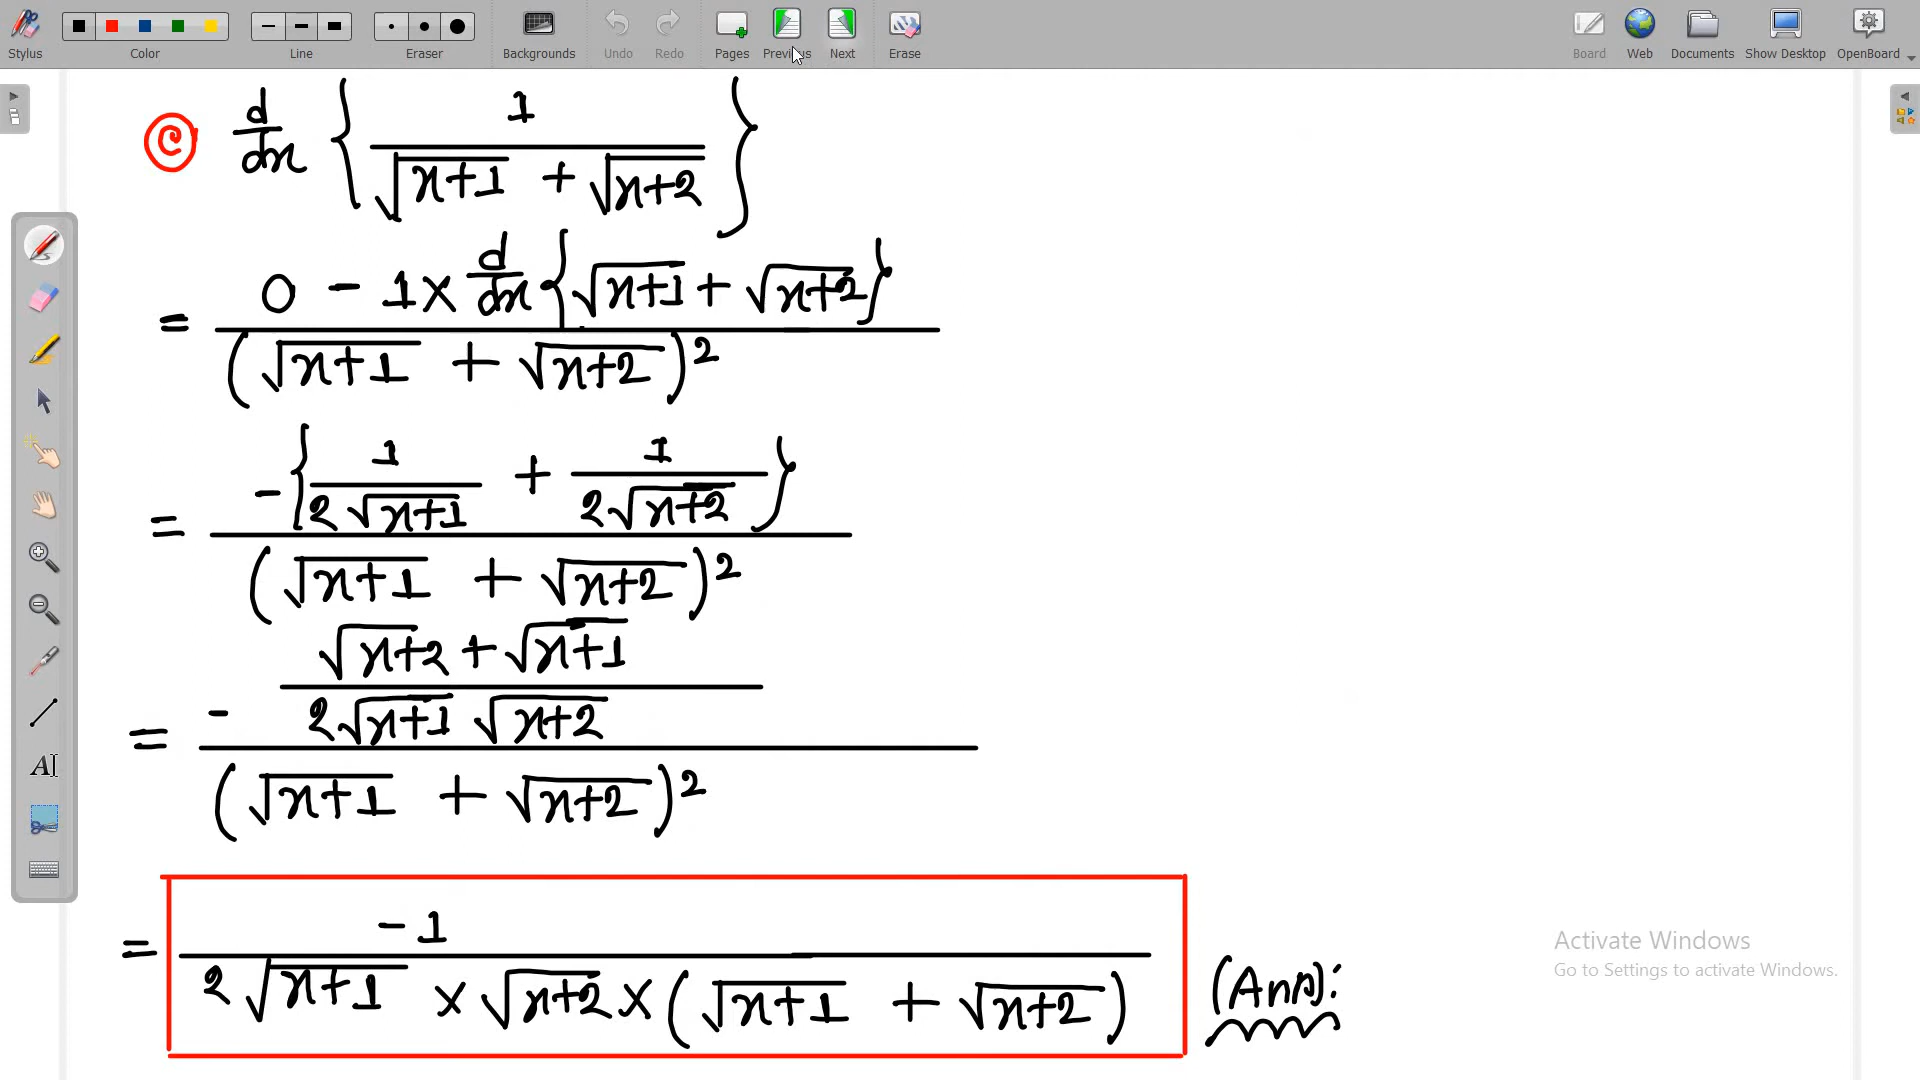 Stylus Color Line Eraser Backgrounds Undo Redo Pages Previous Next Erase Board Web Documents Show Desktop OpenBoard
ⓒ d/dx { 1 / (√(x+1) + √(x+2)) }
= (0 - 1 × d/dx {√(x+1) + √(x+2)}) / (√(x+1) + √(x+2))²
= -{1/(2√(x+1)) + 1/(2√(x+2))} / (√(x+1) + √(x+2))²
= - ((√(x+2) + √(x+1)) / (2√(x+1) √(x+2))) / (√(x+1) + √(x+2))²
= -1 / (2√(x+1) × √(x+2) × (√(x+1) + √(x+2))) (Ans):
Activate Windows
Go to Settings to activate Windows.